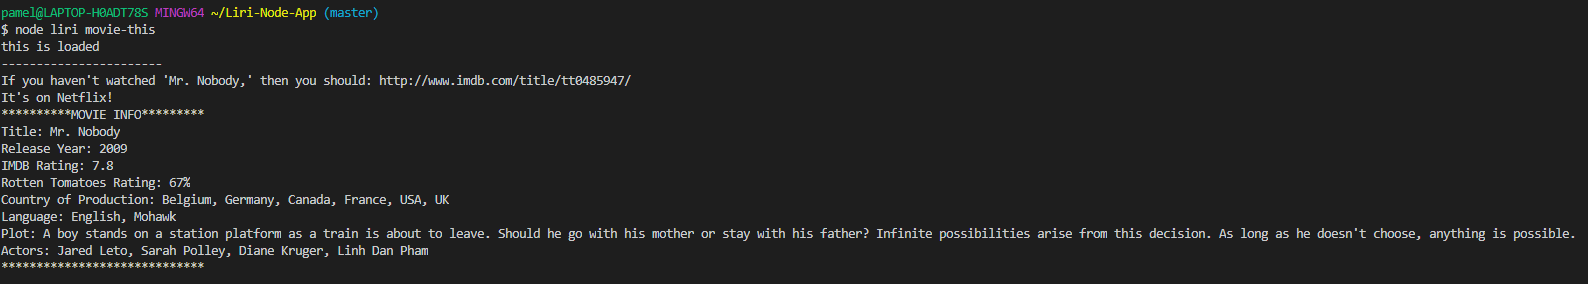 pamel@LAPTOP-H0ADT78S MINGW64 ~/Liri-Node-App (master)
$ node liri movie-this
this is loaded
-----------------------
If you haven't watched 'Mr. Nobody,' then you should: http://www.imdb.com/title/tt0485947/
It's on Netflix!
**********MOVIE INFO*********
Title: Mr. Nobody
Release Year: 2009
IMDB Rating: 7.8
Rotten Tomatoes Rating: 67%
Country of Production: Belgium, Germany, Canada, France, USA, UK
Language: English, Mohawk
Plot: A boy stands on a station platform as a train is about to leave. Should he go with his mother or stay with his father? Infinite possibilities arise from this decision. As long as he doesn't choose, anything is possible.
Actors: Jared Leto, Sarah Polley, Diane Kruger, Linh Dan Pham
*****************************